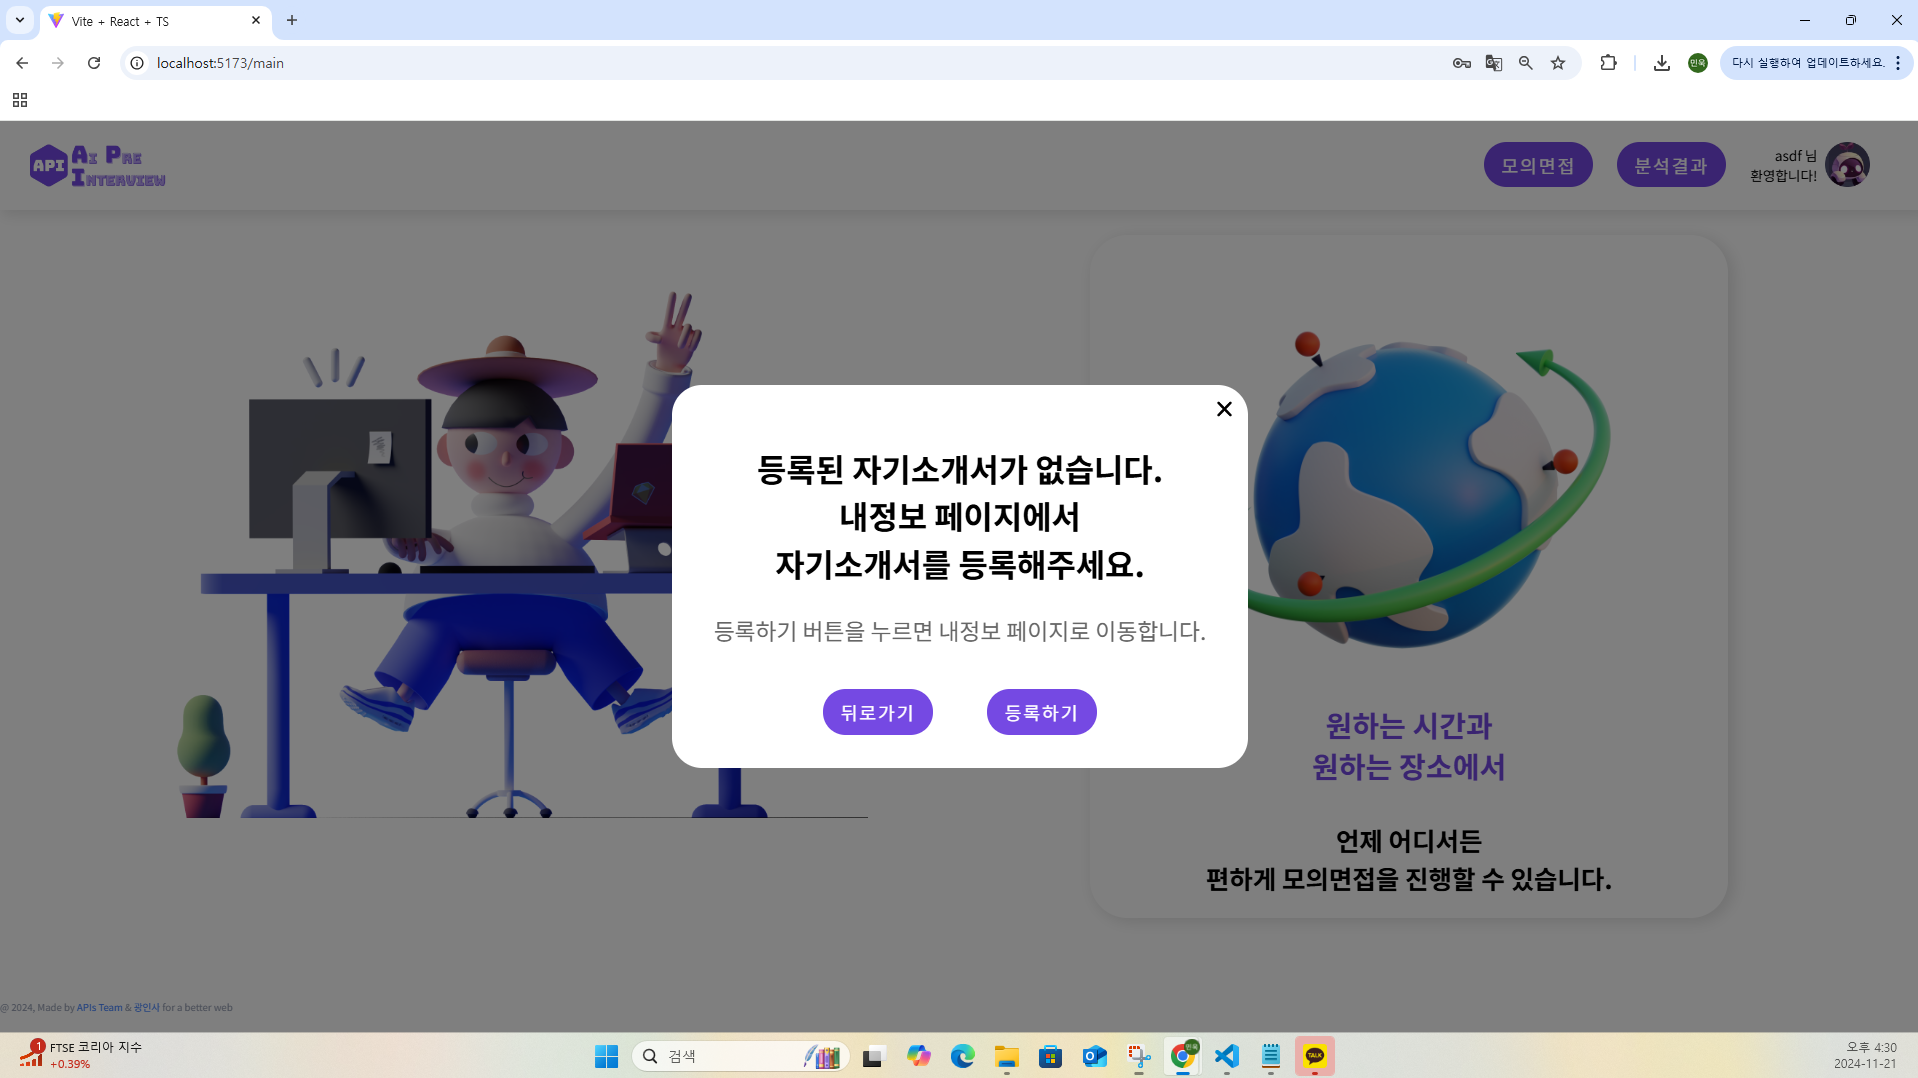 Vite + React + TS
localhost:5173/main
민욱
다시 실행하여 업데이트하세요.
API
Ai Pre
Interview
모의면접
분석결과
asdf 님
환영합니다!
등록된 자기소개서가 없습니다.
내정보 페이지에서
자기소개서를 등록해주세요.
등록하기 버튼을 누르면 내정보 페이지로 이동합니다.
뒤로가기
등록하기
원하는 시간과
원하는 장소에서
언제 어디서든
편하게 모의면접을 진행할 수 있습니다.
@ 2024, Made by APIs Team & 광인사 for a better web
1
FTSE 코리아 지수
+0.39%
검색
민욱
TALK
오후 4:30
2024-11-21